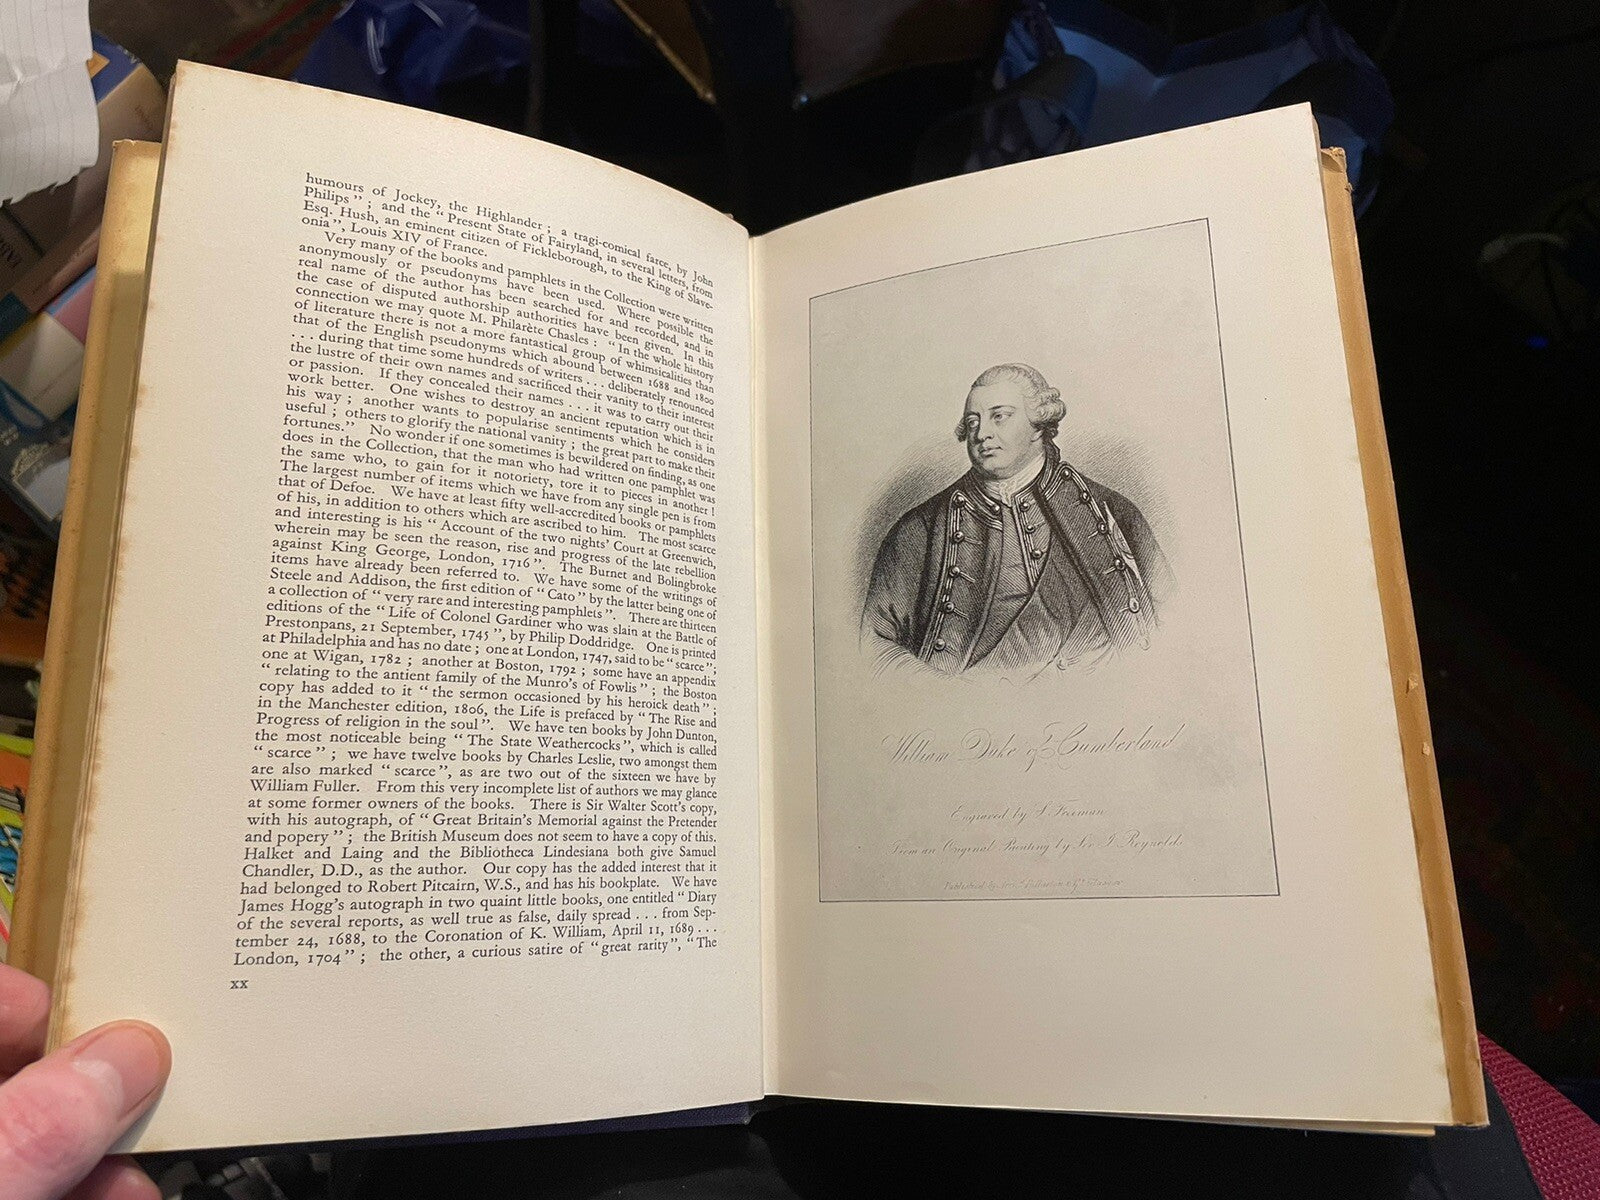 humours of Jockey, the Highlander ; a tragi-comical farce, by John
Philips” ; and the “ Present State of Fairyland, in several letters, from
Esq. Hush, an eminent citizen of Fickleborough, to the King of Slave-
onia”, Louis XIV of France.
Very many of the books and pamphlets in the Collection were written
anonymously or pseudonyms have been used. Where possible the
real name of the author has been searched for and recorded, and in
the case of disputed authorship authorities have been given. In this
connection we may quote M. Philarète Chasles : “ In the whole history
of literature there is not a more fantastical group of whimsicalities than
that of the English pseudonyms which abound between 1688 and 1800
. . . during that time some hundreds of writers . . . deliberately renounced
the lustre of their own names and sacrificed their vanity to their interest
or passion. If they concealed their names . . . it was to carry out their
work better. One wishes to destroy an ancient reputation which is in
his way ; another wants to popularise sentiments which he considers
useful ; others to glorify the national vanity ; the great part to make their
fortunes.” No wonder if one sometimes is bewildered on finding, as one
does in the Collection, that the man who had written one pamphlet was
the same who, to gain for it notoriety, tore it to pieces in another !
The largest number of items which we have from any single pen is from
that of Defoe. We have at least fifty well-accredited books or pamphlets
of his, in addition to others which are ascribed to him. The most scarce
and interesting is his “ Account of the two nights’ Court at Greenwich,
wherein may be seen the reason, rise and progress of the late rebellion
against King George, London, 1716 ”. The Burnet and Bolingbroke
items have already been referred to. We have some of the writings of
Steele and Addison, the first edition of “ Cato ” by the latter being one of
a collection of “ very rare and interesting pamphlets ”. There are thirteen
editions of the “ Life of Colonel Gardiner who was slain at the Battle of
Prestonpans, 21 September, 1745 ”, by Philip Doddridge. One is printed
at Philadelphia and has no date ; one at London, 1747, said to be “ scarce ” ;
one at Wigan, 1782 ; another at Boston, 1792 ; some have an appendix
“ relating to the antient family of the Munro’s of Fowlis ” ; the Boston
copy has added to it “ the sermon occasioned by his heroick death ” ;
in the Manchester edition, 1806, the Life is prefaced by “ The Rise and
Progress of religion in the soul ”. We have ten books by John Dunton,
the most noticeable being “ The State Weathercocks ”, which is called
“ scarce ” ; we have twelve books by Charles Leslie, two amongst them
are also marked “ scarce ”, as are two out of the sixteen we have by
William Fuller. From this very incomplete list of authors we may glance
at some former owners of the books. There is Sir Walter Scott’s copy,
with his autograph, of “ Great Britain’s Memorial against the Pretender
and popery ” ; the British Museum does not seem to have a copy of this.
Halket and Laing and the Bibliotheca Lindesiana both give Samuel
Chandler, D.D., as the author. Our copy has the added interest that it
had belonged to Robert Pitcairn, W.S., and has his bookplate. We have
James Hogg’s autograph in two quaint little books, one entitled “ Diary
of the several reports, as well true as false, daily spread . . . from Sep-
tember 24, 1688, to the Coronation of K. William, April 11, 1689 . . .
London, 1704 ” ; the other, a curious satire of “ great rarity ”, “ The
xx
William Duke of Cumberland
Engraved by S. Freeman
From an Original Painting by Sir J. Reynolds
Published by Fullarton & Co. Glasgow